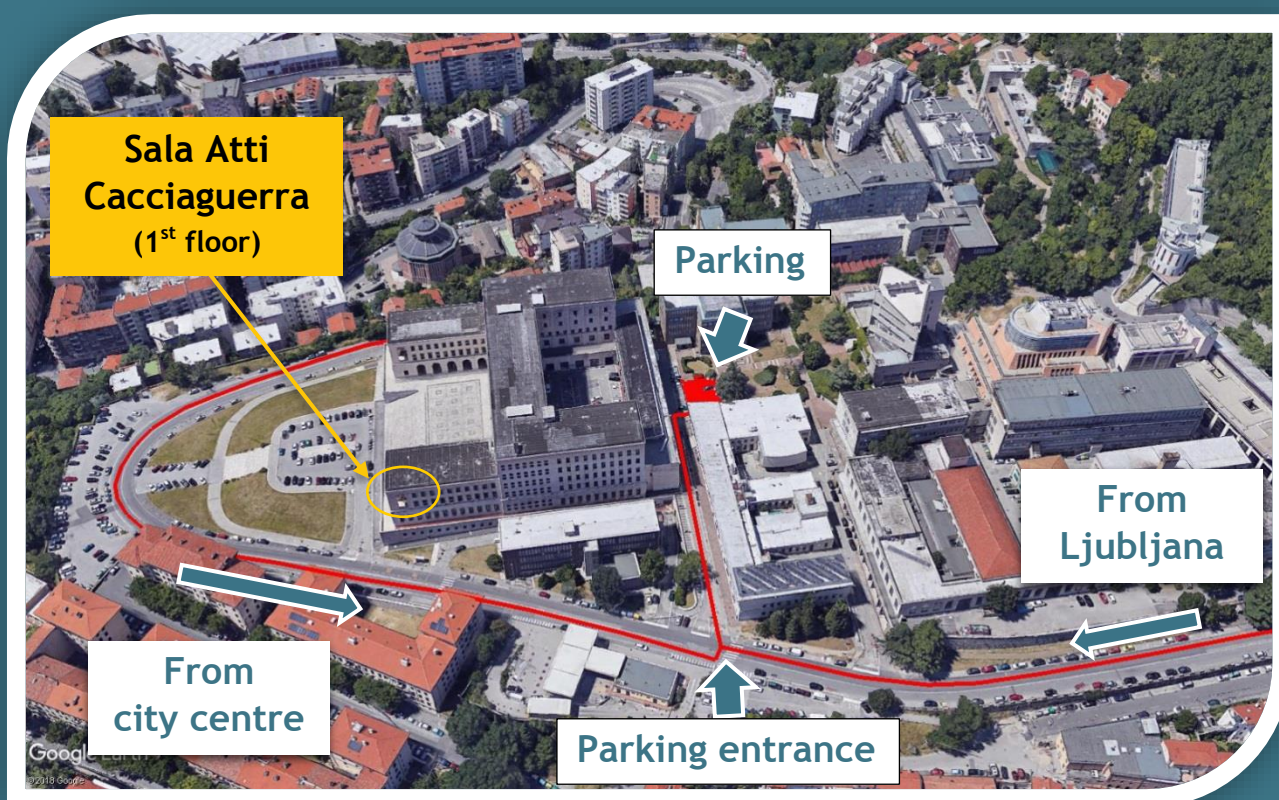 Sala Atti
Cacciaguerra
(1st floor)
Parking
From
Ljubljana
From
city centre
Parking entrance
Google Earth
©2018 Google